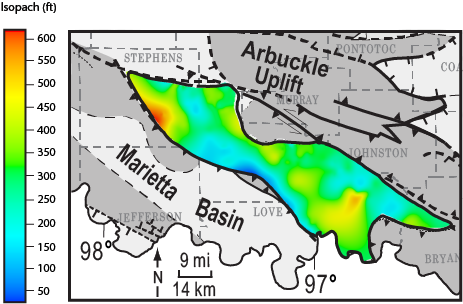 Isopach (ft)
600
550
500
450
400
350
300
250
200
150
100
50
STEPHENS
PONTOTOC
COA
Arbuckle
Uplift
MURRAY
JOHNSTON
Marietta
Basin
JEFFERSON
LOVE
BRYAN
98°
97°
N
9 mi
14 km